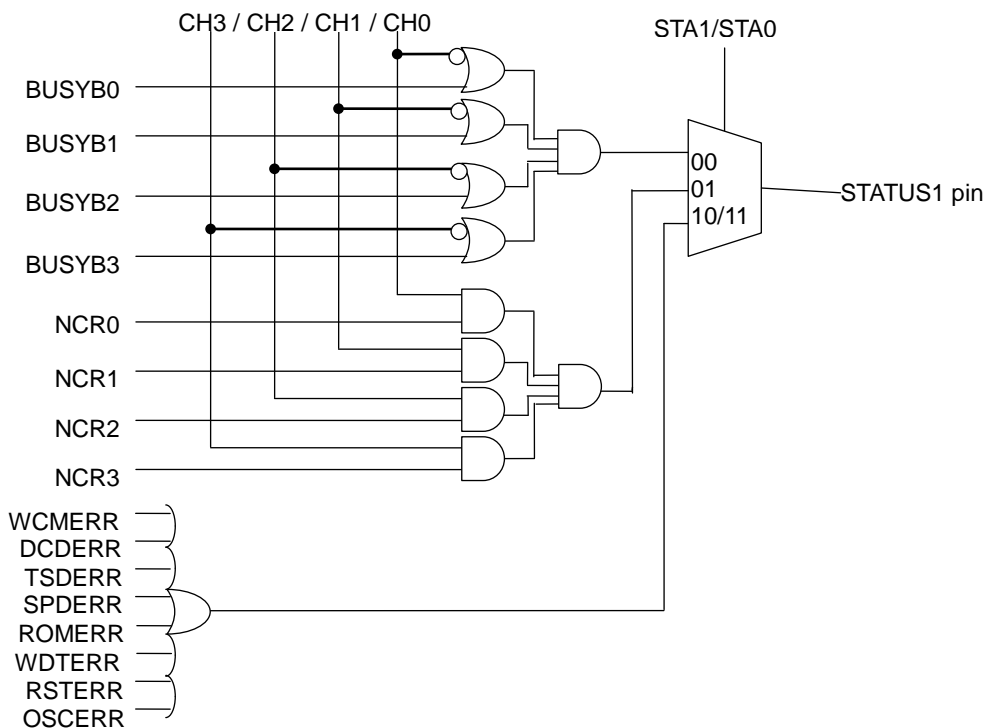 CH3 / CH2 / CH1 / CH0
STA1/STA0
BUSYB0
BUSYB1
BUSYB2
BUSYB3
00
01
10/11
STATUS1 pin
NCR0
NCR1
NCR2
NCR3
WCMERR
DCDERR
TSDERR
SPDERR
ROMERR
WDTERR
RSTERR
OSCERR